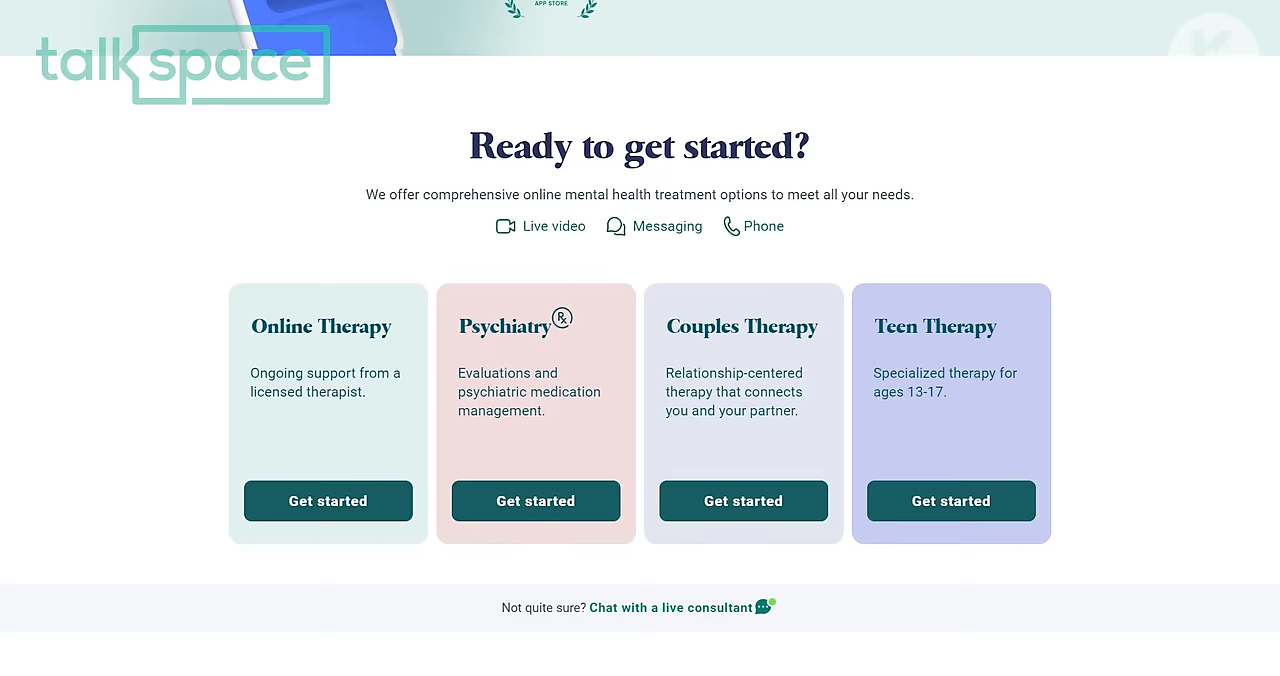 APP STORE
talkspace
Ready to get started?
We offer comprehensive online mental health treatment options to meet all your needs.
Live video Messaging Phone
Online Therapy
Ongoing support from a
licensed therapist.
Get started
Psychiatry Rx
Evaluations and
psychiatric medication
management.
Get started
Couples Therapy
Relationship-centered
therapy that connects
you and your partner.
Get started
Teen Therapy
Specialized therapy for
ages 13-17.
Get started
Not quite sure? Chat with a live consultant